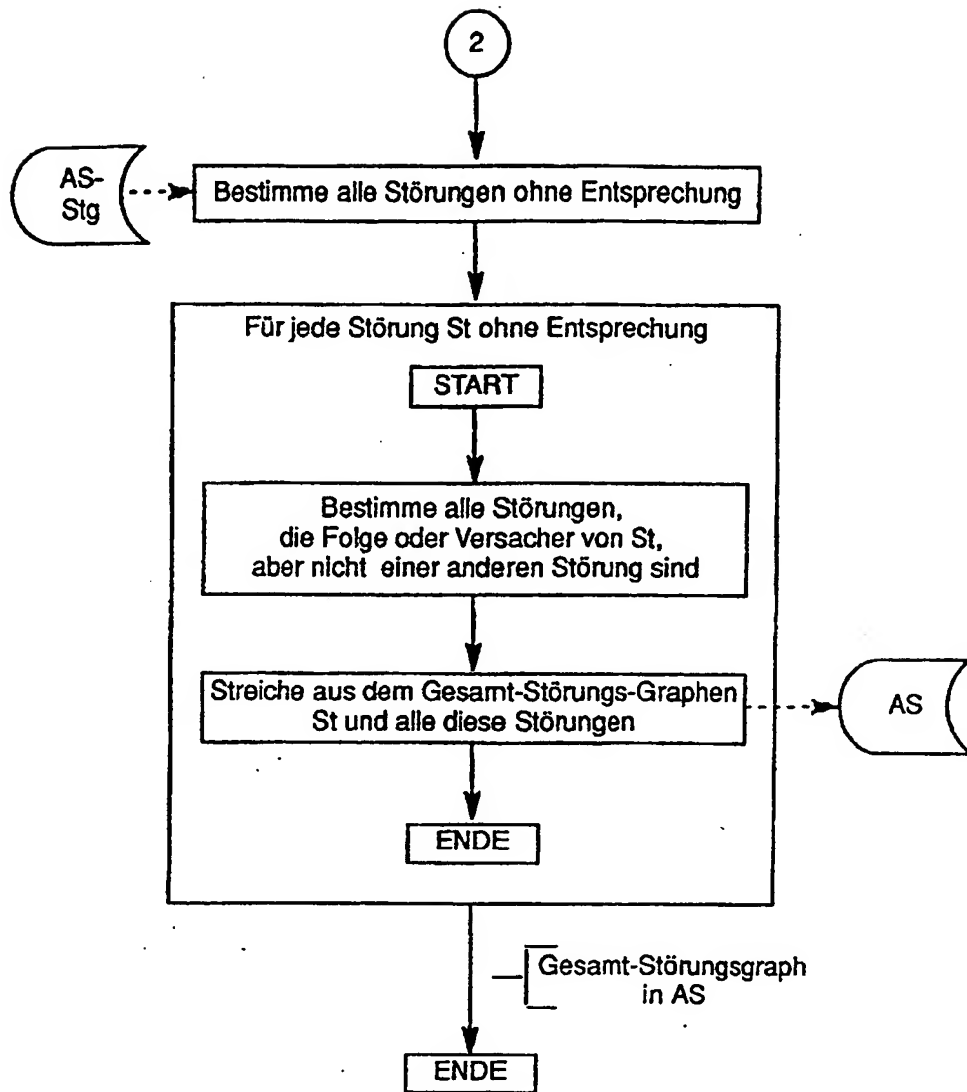 2
AS-
Stg
Bestimme alle Störungen ohne Entsprechung
Für jede Störung St ohne Entsprechung
START
Bestimme alle Störungen,
die Folge oder Versacher von St,
aber nicht einer anderen Störung sind
Streiche aus dem Gesamt-Störungs-Graphen
St und alle diese Störungen
AS
ENDE
Gesamt-Störungsgraph
in AS
ENDE